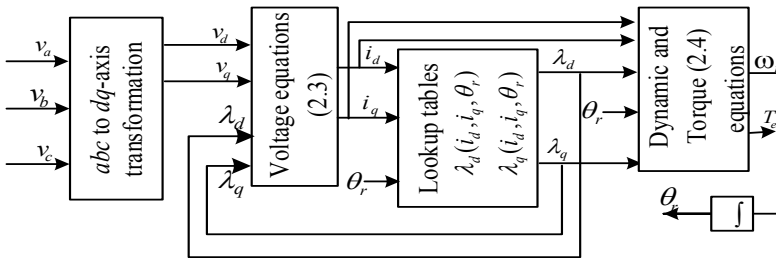 v_a
v_b
v_c
abc to dq-axis
transformation
v_d
v_q
λ_d
λ_q
Voltage equations
(2.3)
i_d
i_q
θ_r
Lookup tables
λ_d(i_d,i_q,θ_r)
λ_q(i_d,i_q,θ_r)
λ_d
λ_q
θ_r
Dynamic and
Torque (2.4)
equations
ω
T_e
θ_r
∫